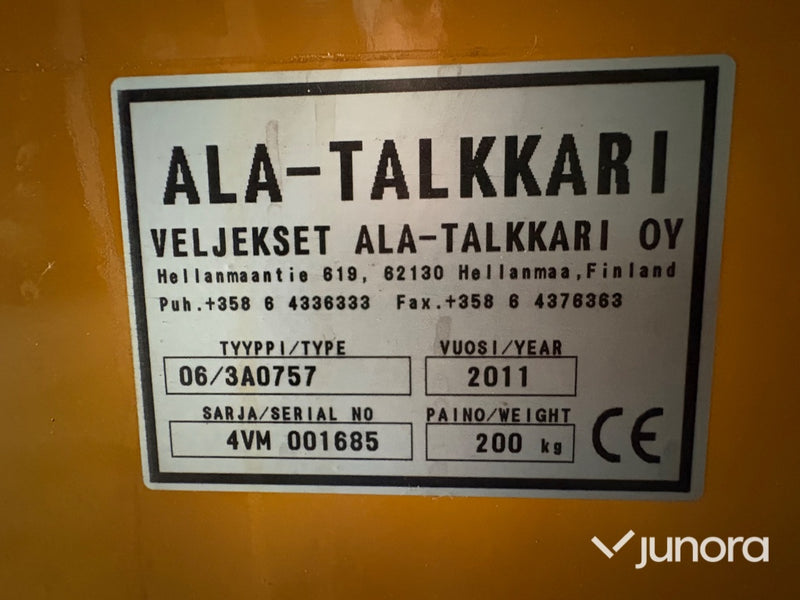 ALA-TALKKARI
VELJEKSET ALA-TALKKARI OY
Hellanmaantie 619, 62130 Hellanmaa, Finland
Puh.+358 6 4336333 Fax.+358 6 4376363
TYYPPI/TYPE VUOSI/YEAR
06/3A0757 2011
SARJA/SERIAL NO PAINO/WEIGHT
4VM 001685 200 kg CE
junora